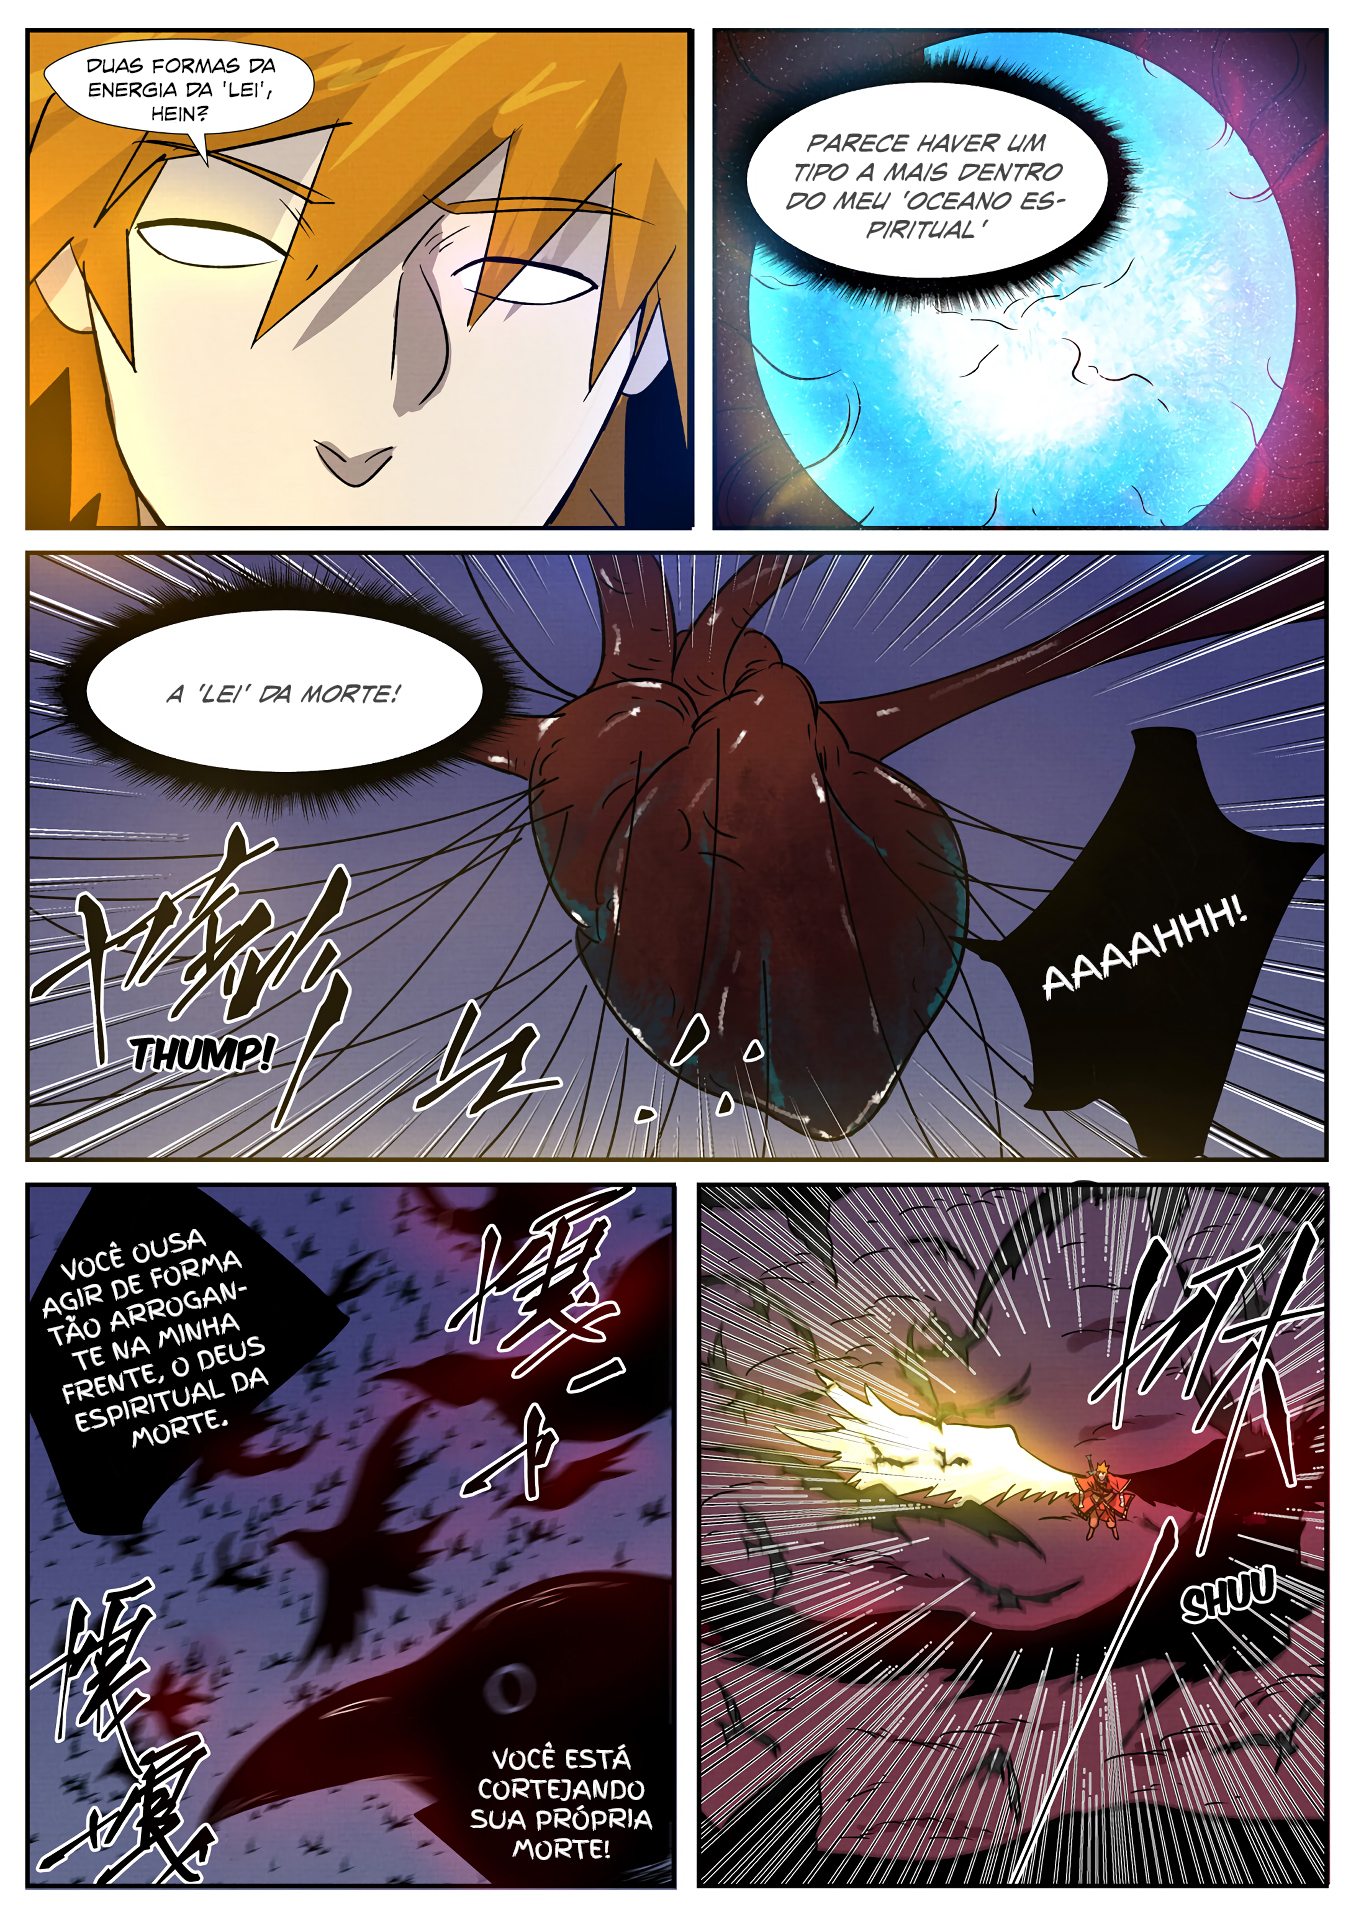 DUAS FORMAS DA
ENERGIA DA 'LEI',
HEIN?
PARECE HAVER UM
TIPO A MAIS DENTRO
DO MEU 'OCEANO ES-
PIRITUAL'
A 'LEI' DA MORTE!
THUMP!
AAAAHHH!
VOCÊ OUSA
AGIR DE FORMA
TÃO ARROGAN-
TE NA MINHA
FRENTE, O DEUS
ESPIRITUAL DA
MORTE.
VOCÊ ESTÁ
CORTEJANDO
SUA PRÓPRIA
MORTE!
SHUU